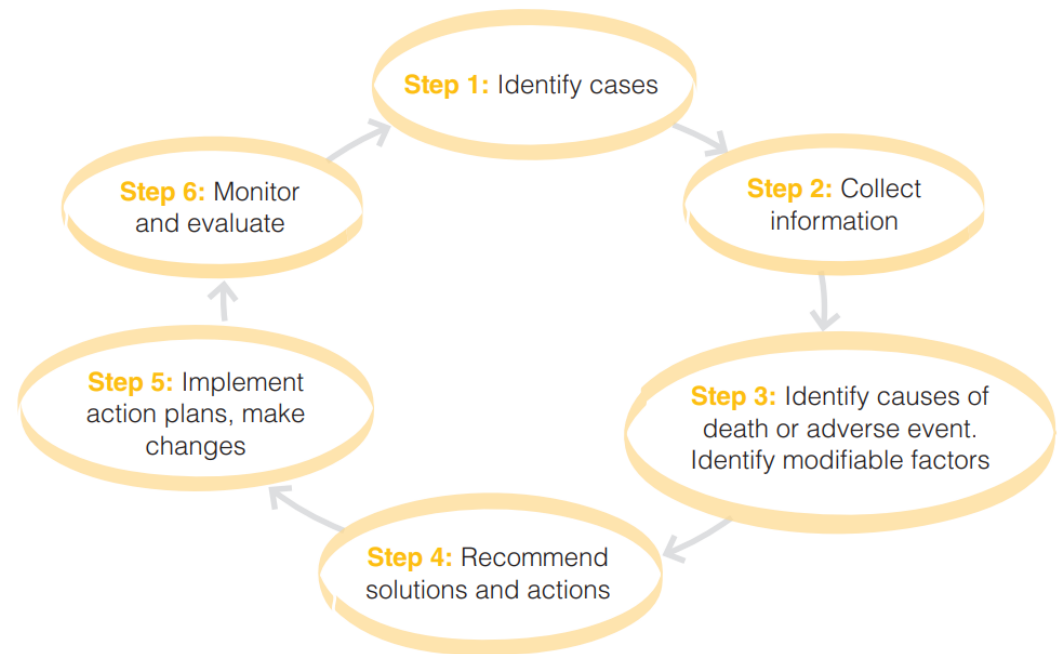 Step 1: Identify cases
Step 2: Collect
information
Step 3: Identify causes of
death or adverse event.
Identify modifiable factors
Step 4: Recommend
solutions and actions
Step 5: Implement
action plans, make
changes
Step 6: Monitor
and evaluate